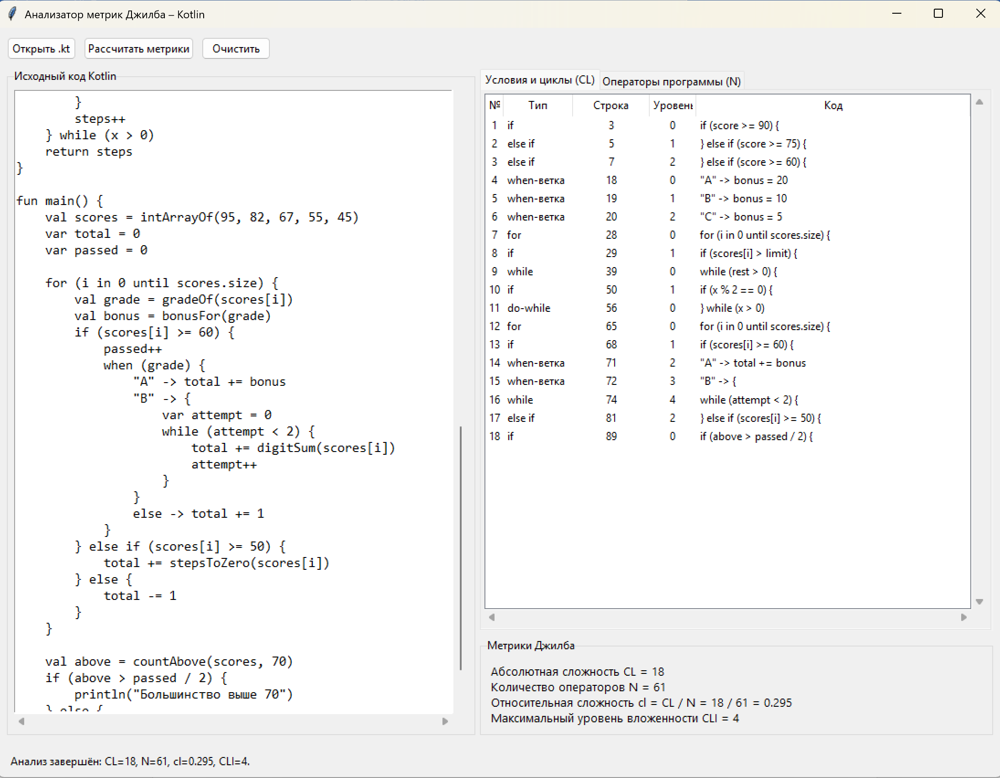 Анализатор метрик Джилба – Kotlin
Открыть .kt Рассчитать метрики Очистить
Исходный код Kotlin
        }
        steps++
    } while (x > 0)
    return steps
}
fun main() {
    val scores = intArrayOf(95, 82, 67, 55, 45)
    var total = 0
    var passed = 0
    for (i in 0 until scores.size) {
        val grade = gradeOf(scores[i])
        val bonus = bonusFor(grade)
        if (scores[i] >= 60) {
            passed++
            when (grade) {
                "A" -> total += bonus
                "B" -> {
                    var attempt = 0
                    while (attempt < 2) {
                        total += digitSum(scores[i])
                        attempt++
                    }
                }
                else -> total += 1
            }
        } else if (scores[i] >= 50) {
            total += stepsToZero(scores[i])
        } else {
            total -= 1
        }
    }
    val above = countAbove(scores, 70)
    if (above > passed / 2) {
        println("Большинство выше 70")
    } else {
Условия и циклы (CL) Операторы программы (N)
№ Тип Строка Уровень Код
1 if 3 0 if (score >= 90) {
2 else if 5 1 } else if (score >= 75) {
3 else if 7 2 } else if (score >= 60) {
4 when-ветка 18 0 "A" -> bonus = 20
5 when-ветка 19 1 "B" -> bonus = 10
6 when-ветка 20 2 "C" -> bonus = 5
7 for 28 0 for (i in 0 until scores.size) {
8 if 29 1 if (scores[i] > limit) {
9 while 39 0 while (rest > 0) {
10 if 50 1 if (x % 2 == 0) {
11 do-while 56 0 } while (x > 0)
12 for 65 0 for (i in 0 until scores.size) {
13 if 68 1 if (scores[i] >= 60) {
14 when-ветка 71 2 "A" -> total += bonus
15 when-ветка 72 3 "B" -> {
16 while 74 4 while (attempt < 2) {
17 else if 81 2 } else if (scores[i] >= 50) {
18 if 89 0 if (above > passed / 2) {
Метрики Джилба
Абсолютная сложность CL = 18
Количество операторов N = 61
Относительная сложность cl = CL / N = 18 / 61 = 0.295
Максимальный уровень вложенности CLI = 4
Анализ завершён: CL=18, N=61, cl=0.295, CLI=4.